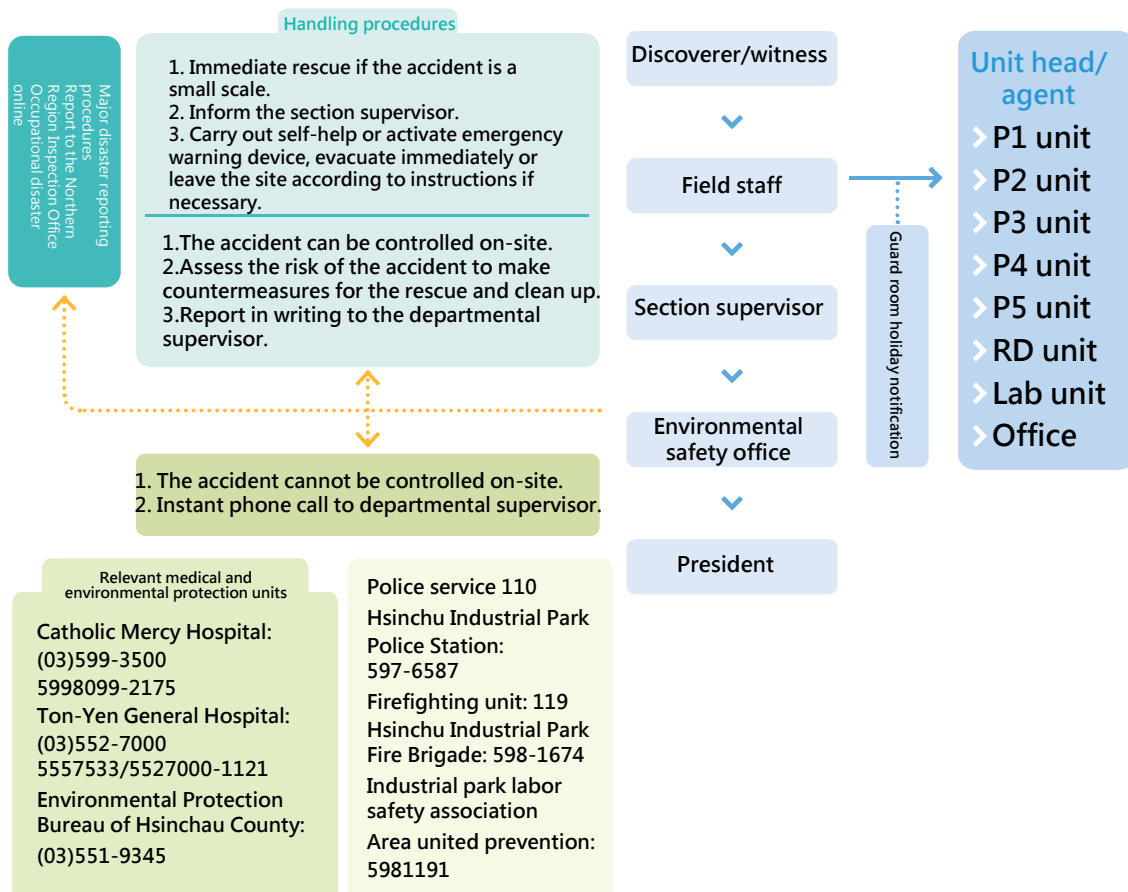 Major disaster reporting
procedures
Report to the Northern
Region Inspection Office
Occupational disaster
online
Handling procedures
1. Immediate rescue if the accident is a
small scale.
2. Inform the section supervisor.
3. Carry out self-help or activate emergency
warning device, evacuate immediately or
leave the site according to instructions if
necessary.
1.The accident can be controlled on-site.
2.Assess the risk of the accident to make
countermeasures for the rescue and clean up.
3.Report in writing to the departmental
supervisor.
1. The accident cannot be controlled on-site.
2. Instant phone call to departmental supervisor.
Discoverer/witness
Field staff
Section supervisor
Environmental
safety office
President
Guard room holiday notification
Unit head/
agent
P1 unit
P2 unit
P3 unit
P4 unit
P5 unit
RD unit
Lab unit
Office
Relevant medical and
environmental protection units
Catholic Mercy Hospital:
(03)599-3500
5998099-2175
Ton-Yen General Hospital:
(03)552-7000
5557533/5527000-1121
Environmental Protection
Bureau of Hsinchau County:
(03)551-9345
Police service 110
Hsinchu Industrial Park
Police Station:
597-6587
Firefighting unit: 119
Hsinchu Industrial Park
Fire Brigade: 598-1674
Industrial park labor
safety association
Area united prevention:
5981191